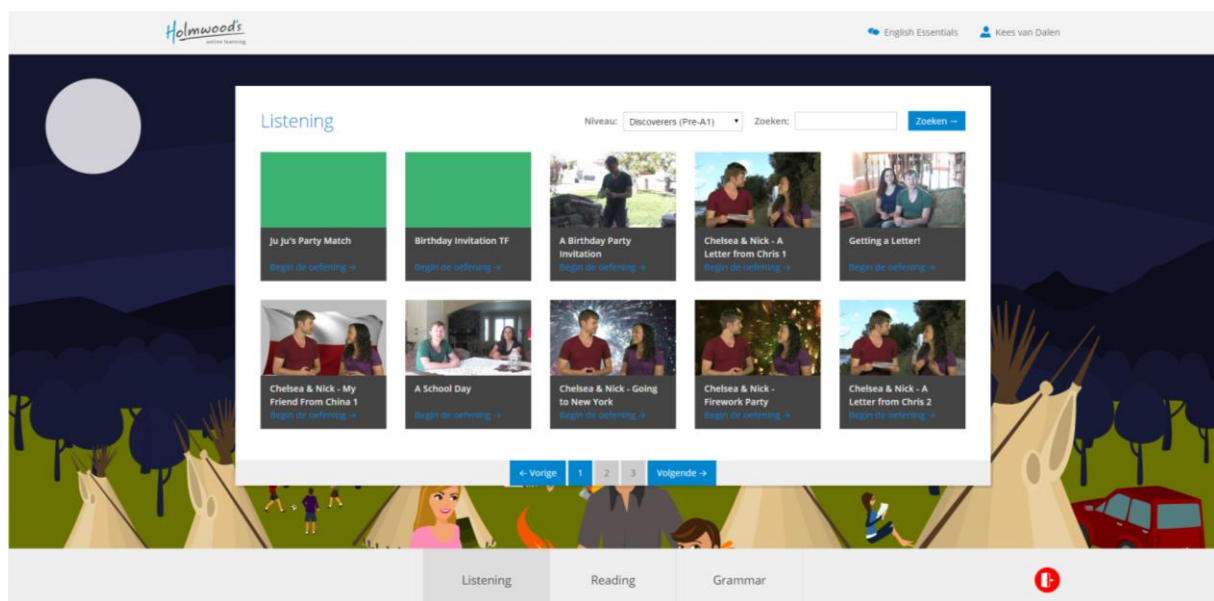 Holmwood's
online learning
English Essentials
Kees van Dalen
Listening
Niveau: Discoverers (Pre-A1) Zoeken: Zoeken →
Ju Ju's Party Match
Begin de oefening →
Birthday Invitation TF
Begin de oefening →
A Birthday Party
Invitation
Begin de oefening →
Chelsea & Nick - A
Letter from Chris 1
Begin de oefening →
Getting a Letter!
Begin de oefening →
Chelsea & Nick - My
Friend From China 1
Begin de oefening →
A School Day
Begin de oefening →
Chelsea & Nick - Going
to New York
Begin de oefening →
Chelsea & Nick -
Firework Party
Begin de oefening →
Chelsea & Nick - A
Letter from Chris 2
Begin de oefening →
← Vorige 1 2 3 Volgende →
Listening Reading Grammar